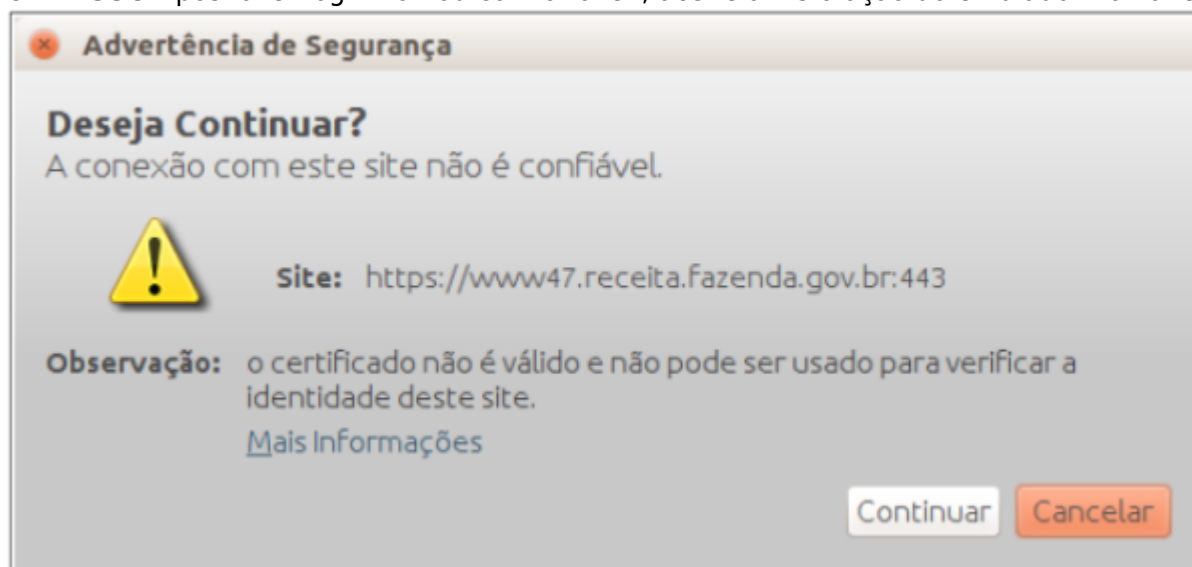 Advertência de Segurança
Deseja Continuar?
A conexão com este site não é confiável.
Site: https://www47.receita.fazenda.gov.br:443
Observação: o certificado não é válido e não pode ser usado para verificar a
identidade deste site.
Mais Informações
Continuar Cancelar